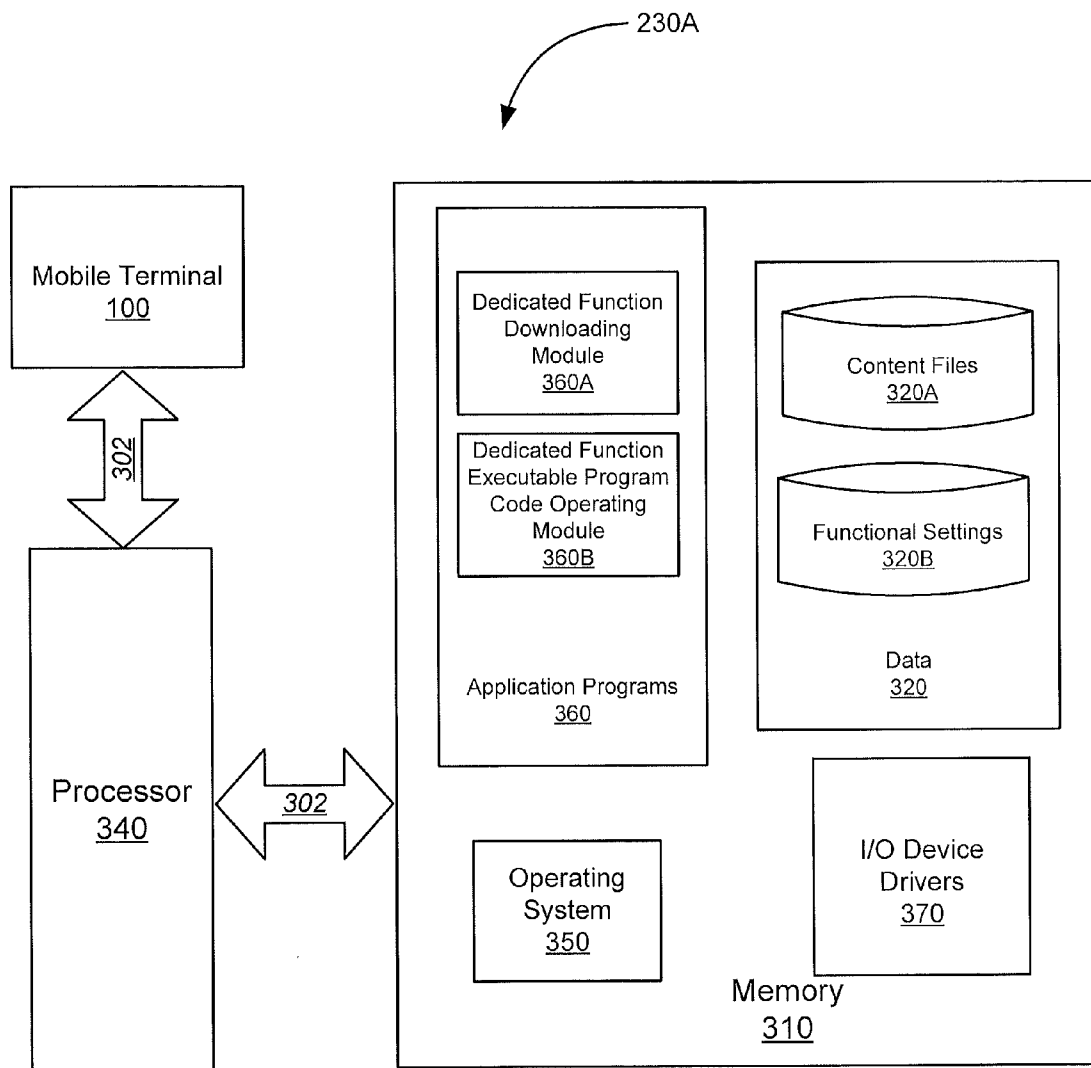 230A
Mobile Terminal
100
302
Processor
340
302
Dedicated Function
Downloading
Module
360A
Dedicated Function
Executable Program
Code Operating
Module
360B
Application Programs
360
Content Files
320A
Functional Settings
320B
Data
320
Operating
System
350
I/O Device
Drivers
370
Memory
310